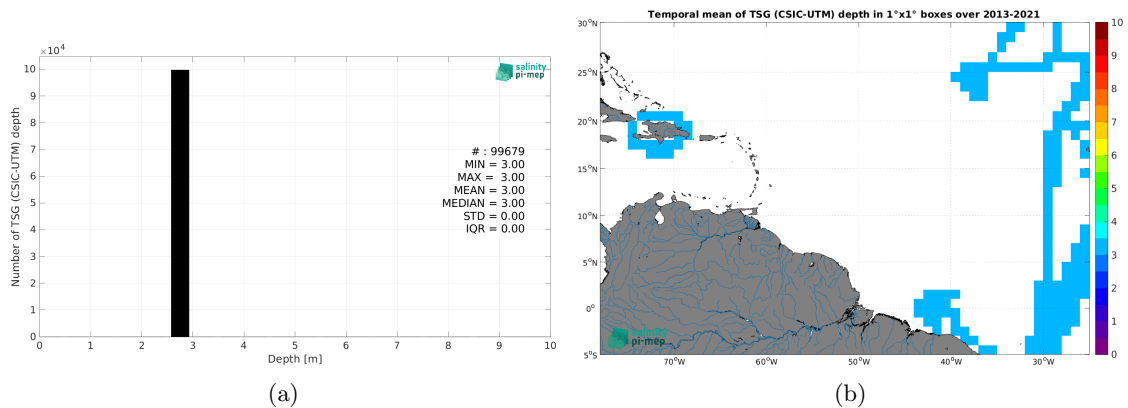 Temporal mean of TSG (CSIC-UTM) depth in 1°x1° boxes over 2013-2021
×10⁴
10
9
8
7
6
5
4
3
2
1
0
Number of TSG (CSIC-UTM) depth
salinity
pi-mep
# : 99679
MIN = 3.00
MAX = 3.00
MEAN = 3.00
MEDIAN = 3.00
STD = 0.00
IQR = 0.00
0 1 2 3 4 5 6 7 8 9 10
Depth [m]
(a)
30°N
25°N
20°N
15°N
10°N
5°N
0°
5°S
salinity
pi-mep
70°W 60°W 50°W 40°W 30°W
10
9
8
7
6
5
4
3
2
1
0
(b)